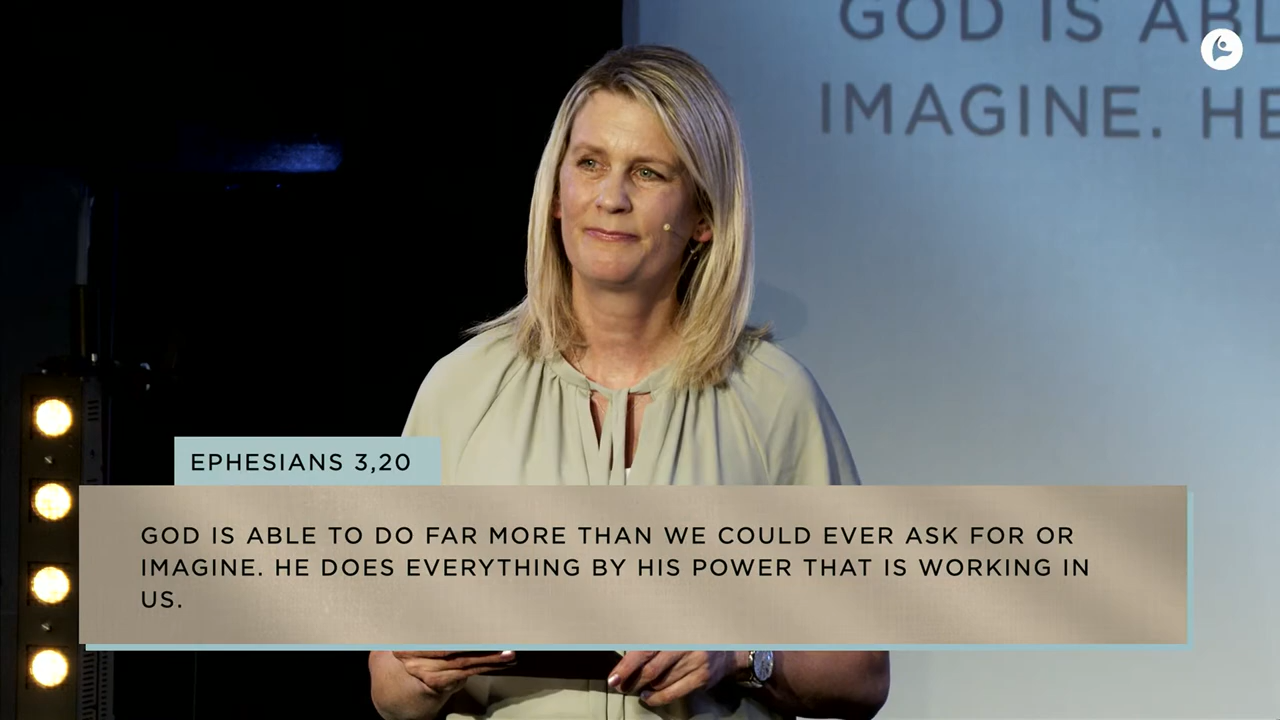 GOD IS ABL
IMAGINE. HE
EPHESIANS 3,20
GOD IS ABLE TO DO FAR MORE THAN WE COULD EVER ASK FOR OR
IMAGINE. HE DOES EVERYTHING BY HIS POWER THAT IS WORKING IN
US.